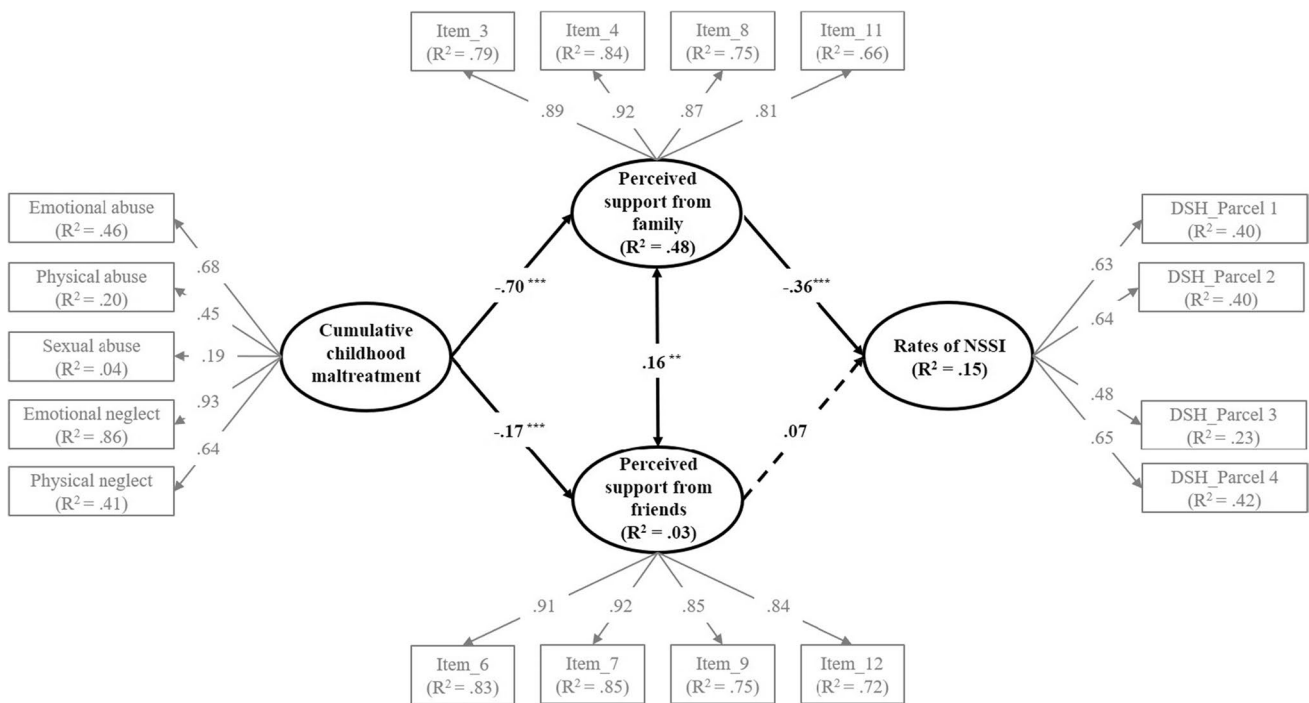 Item_3
(R² = .79)
Item_4
(R² = .84)
Item_8
(R² = .75)
Item_11
(R² = .66)
.89
.92
.87
.81
Perceived
support from
family
(R² = .48)
Emotional abuse
(R² = .46)
Physical abuse
(R² = .20)
Sexual abuse
(R² = .04)
Emotional neglect
(R² = .86)
Physical neglect
(R² = .41)
.68
.45
.19
.93
.64
Cumulative
childhood
maltreatment
-.70 ***
-.17 ***
.16 **
-.36***
.07
Rates of NSSI
(R² = .15)
.63
.64
.48
.65
DSH_Parcel 1
(R² = .40)
DSH_Parcel 2
(R² = .40)
DSH_Parcel 3
(R² = .23)
DSH_Parcel 4
(R² = .42)
Perceived
support from
friends
(R² = .03)
.91
.92
.85
.84
Item_6
(R² = .83)
Item_7
(R² = .85)
Item_9
(R² = .75)
Item_12
(R² = .72)